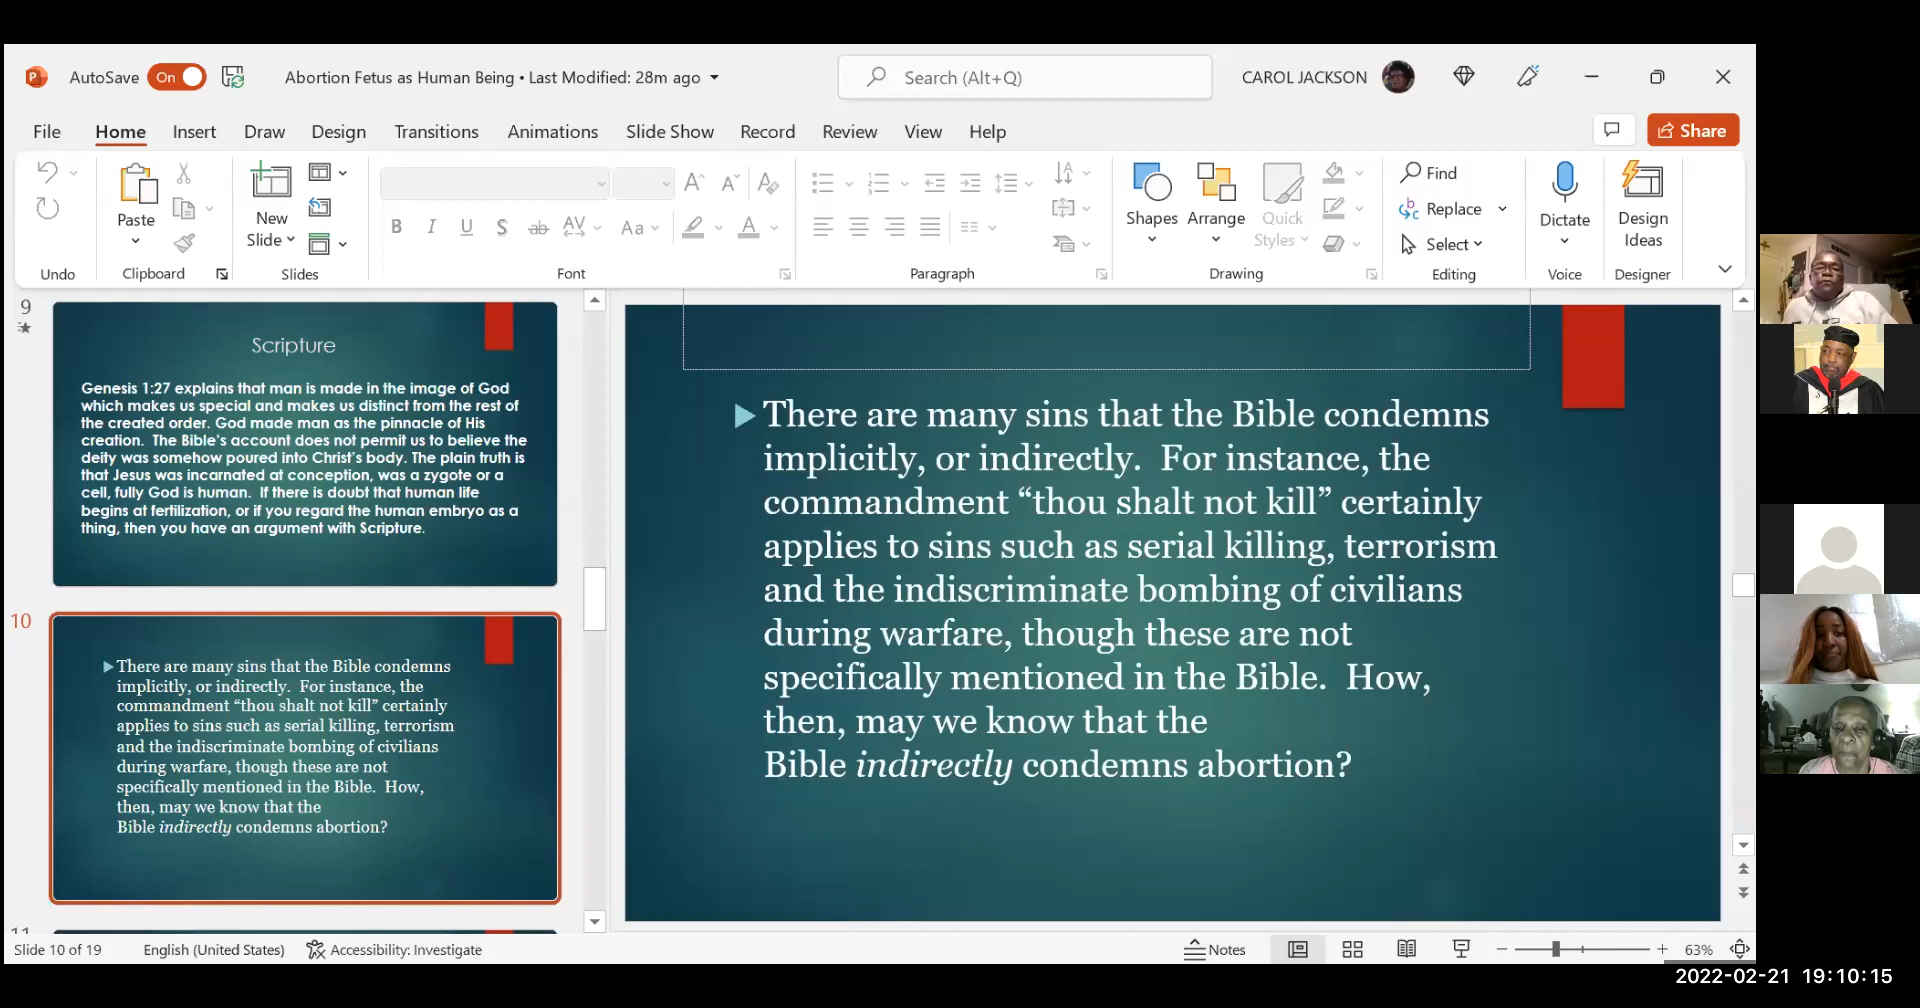 AutoSave On Abortion Fetus as Human Being • Last Modified: 28m ago Search (Alt+Q) CAROL JACKSON
File Home Insert Draw Design Transitions Animations Slide Show Record Review View Help Share
Paste
New
Slide
B I U S ab AV Aa A
Shapes Arrange Quick
Styles
Find
Replace
Select
Dictate
Design
Ideas
Undo Clipboard Slides Font Paragraph Drawing Editing Voice Designer
9
Scripture
Genesis 1:27 explains that man is made in the image of God
which makes us special and makes us distinct from the rest of
the created order. God made man as the pinnacle of His
creation.  The Bible's account does not permit us to believe the
deity was somehow poured into Christ's body. The plain truth is
that Jesus was incarnated at conception, was a zygote or a
cell, fully God is human.  If there is doubt that human life
begins at fertilization, or if you regard the human embryo as a
thing, then you have an argument with Scripture.
10
There are many sins that the Bible condemns
implicitly, or indirectly.  For instance, the
commandment “thou shalt not kill” certainly
applies to sins such as serial killing, terrorism
and the indiscriminate bombing of civilians
during warfare, though these are not
specifically mentioned in the Bible.  How,
then, may we know that the
Bible indirectly condemns abortion?
11
There are many sins that the Bible condemns
implicitly, or indirectly.  For instance, the
commandment “thou shalt not kill” certainly
applies to sins such as serial killing, terrorism
and the indiscriminate bombing of civilians
during warfare, though these are not
specifically mentioned in the Bible.  How,
then, may we know that the
Bible indirectly condemns abortion?
Slide 10 of 19 English (United States) Accessibility: Investigate Notes 63%
2022-02-21 19:10:15